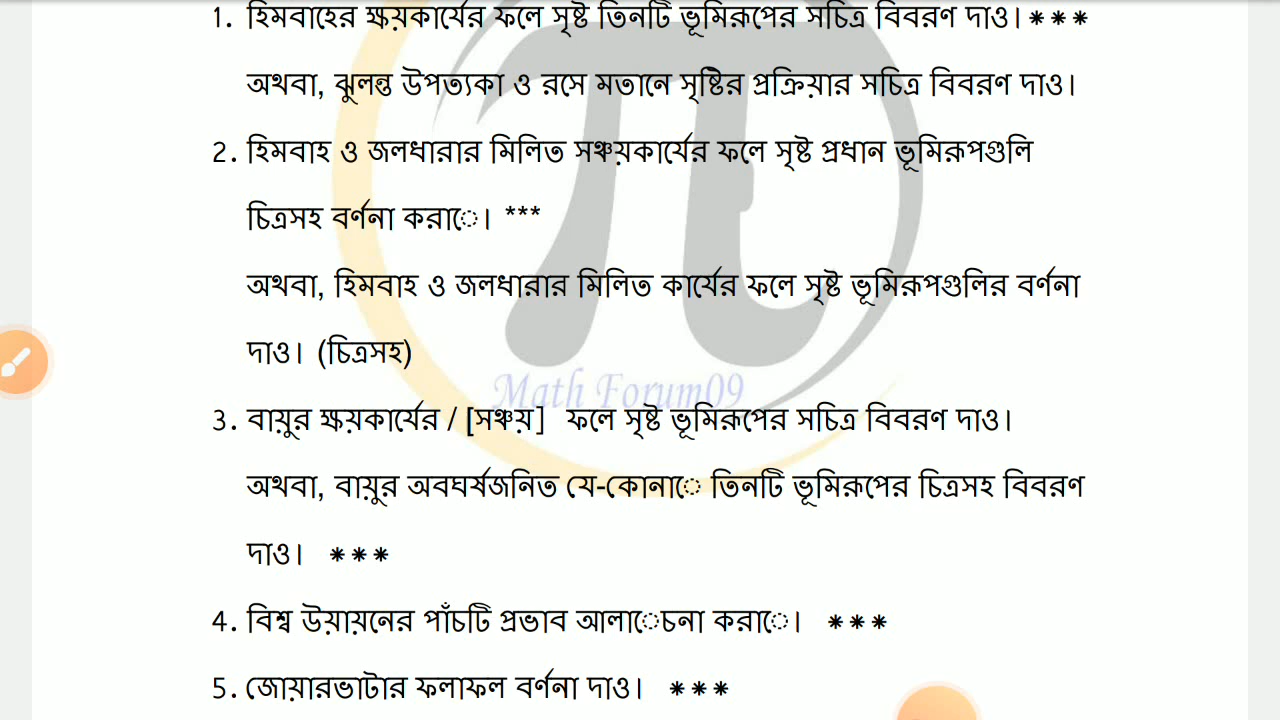 1. হিমবাহের ক্ষয়কার্যের ফলে সৃষ্ট তিনটি ভূমিরূপের সচিত্র বিবরণ দাও।***
অথবা, ঝুলন্ত উপত্যকা ও রসে মতানে সৃষ্টির প্রক্রিয়ার সচিত্র বিবরণ দাও।
2. হিমবাহ ও জলধারার মিলিত সঞ্চয়কার্যের ফলে সৃষ্ট প্রধান ভূমিরূপগুলি
চিত্রসহ বর্ণনা করাে। ***
অথবা, হিমবাহ ও জলধারার মিলিত কার্যের ফলে সৃষ্ট ভূমিরূপগুলির বর্ণনা
দাও। (চিত্রসহ)
Math Forum09
3. বায়ুর ক্ষয়কার্যের / [সঞ্চয়] ফলে সৃষ্ট ভূমিরূপের সচিত্র বিবরণ দাও।
অথবা, বায়ুর অবঘর্ষজনিত যে-কোনাে তিনটি ভূমিরূপের চিত্রসহ বিবরণ
দাও। ***
4. বিশ্ব উয়ায়নের পাঁচটি প্রভাব আলােচনা করাে। ***
5. জোয়ারভাটার ফলাফল বর্ণনা দাও। ***